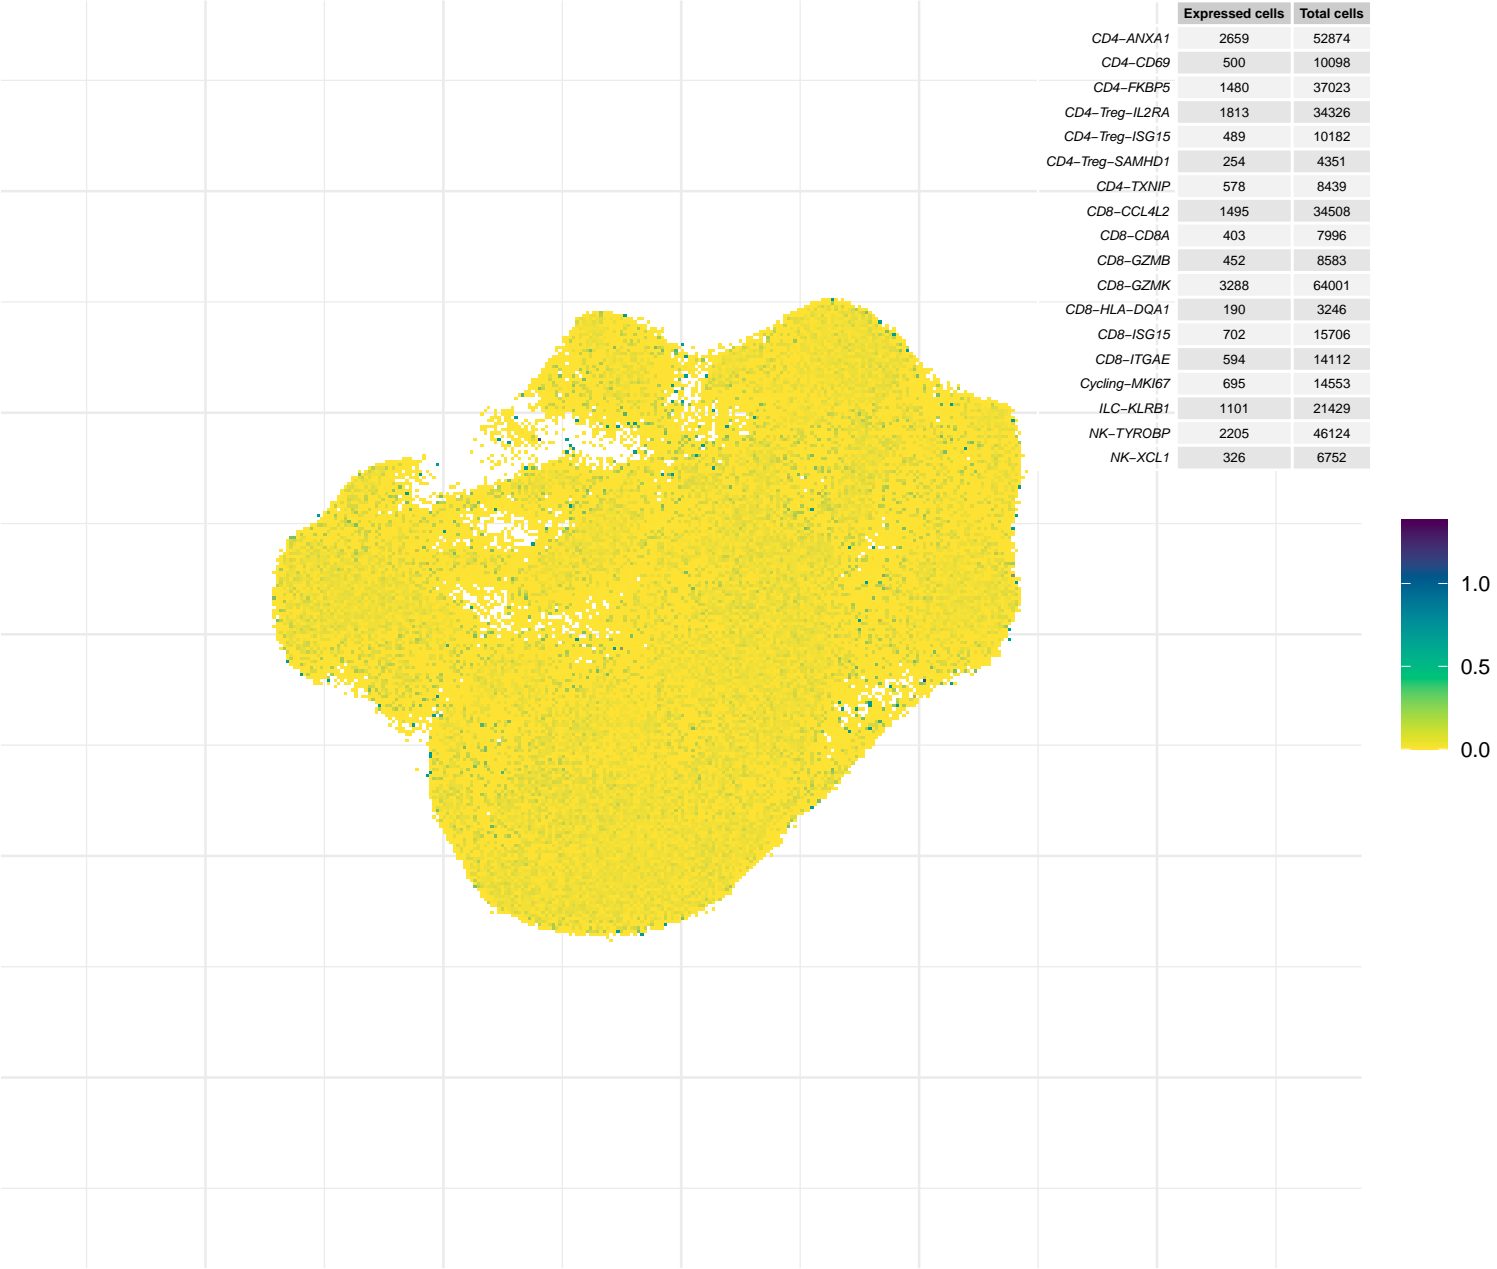 Expressed cells Total cells
CD4−ANXA1 2659 52874
CD4−CD69 500 10098
CD4−FKBP5 1480 37023
CD4−Treg−IL2RA 1813 34326
CD4−Treg−ISG15 489 10182
CD4−Treg−SAMHD1 254 4351
CD4−TXNIP 578 8439
CD8−CCL4L2 1495 34508
CD8−CD8A 403 7996
CD8−GZMB 452 8583
CD8−GZMK 3288 64001
CD8−HLA−DQA1 190 3246
CD8−ISG15 702 15706
CD8−ITGAE 594 14112
Cycling−MKI67 695 14553
ILC−KLRB1 1101 21429
NK−TYROBP 2205 46124
NK−XCL1 326 6752
1.0
0.5
0.0